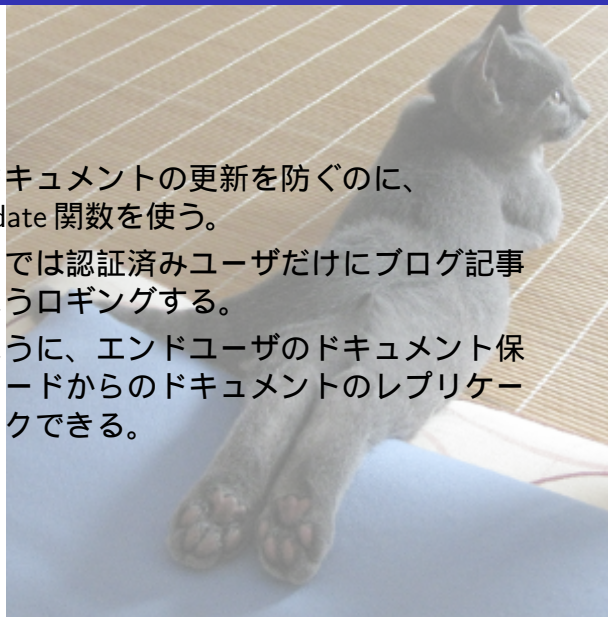 キュメントの更新を防ぐのに、
date 関数を使う。
では認証済みユーザだけにブログ記事
うロギングする。
うに、エンドユーザのドキュメント保
ードからのドキュメントのレプリケー
クできる。